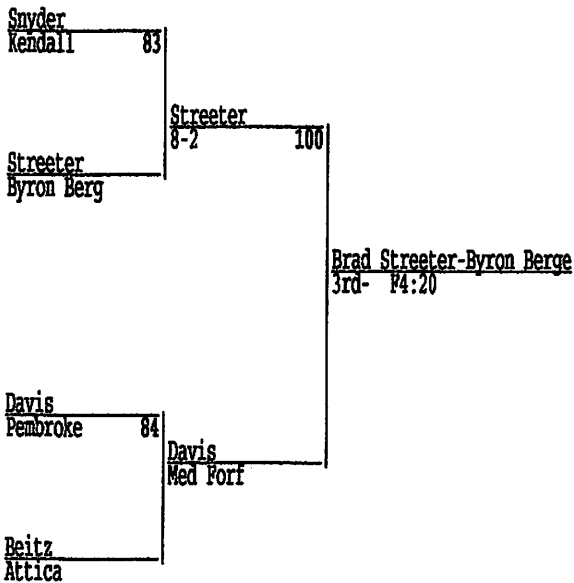 Snyder
Kendall 83
Streeter
8-2 100
Streeter
Byron Berg
Brad Streeter-Byron Berge
3rd- F4:20
Davis
Pembroke 84
Davis
Med Forf
Beitz
Attica